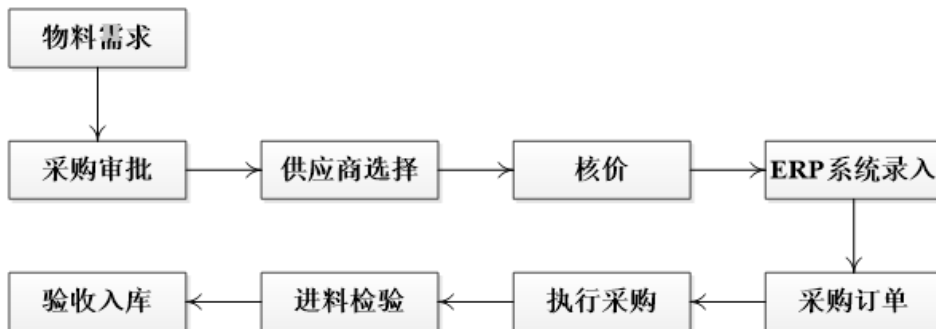 物料需求
采购审批
供应商选择
核价
ERP系统录入
采购订单
执行采购
进料检验
验收入库